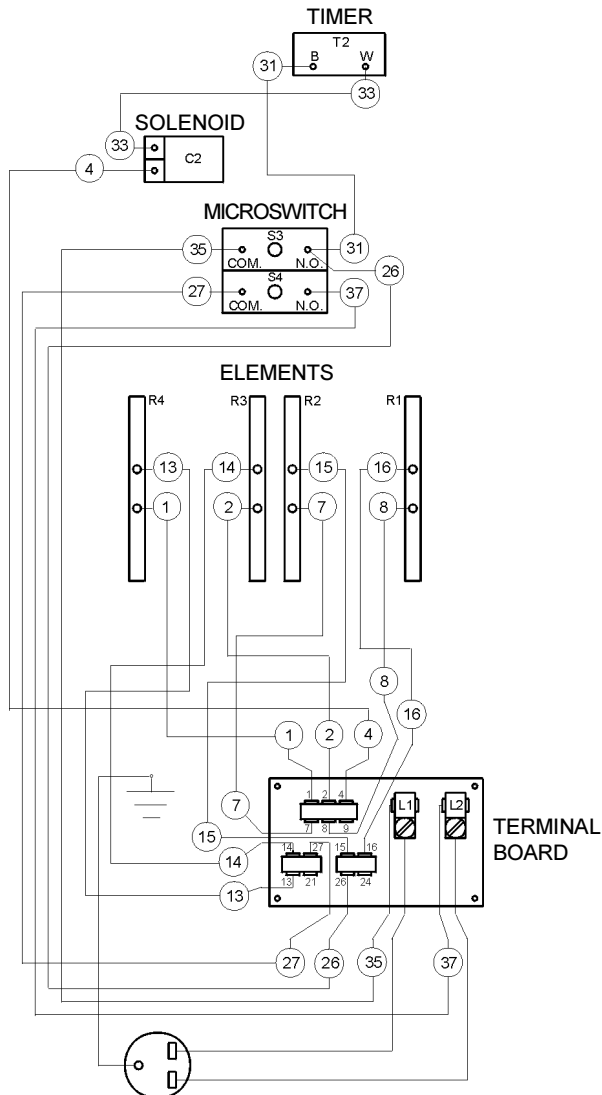 TIMER
T2
B W
31
33
SOLENOID
33
C2
4
MICROSWITCH
S3
35
31
COM. N.O.
26
S4
27
37
COM. N.O.
ELEMENTS
R4 R3 R2 R1
13 14 15 16
1 2 7 8
8
16
1 2 4
1 2 4
L1 L2
7
7 8 9
TERMINAL
BOARD
15
14 27 15 16
14
13 21 26 24
13
27 26 35 37